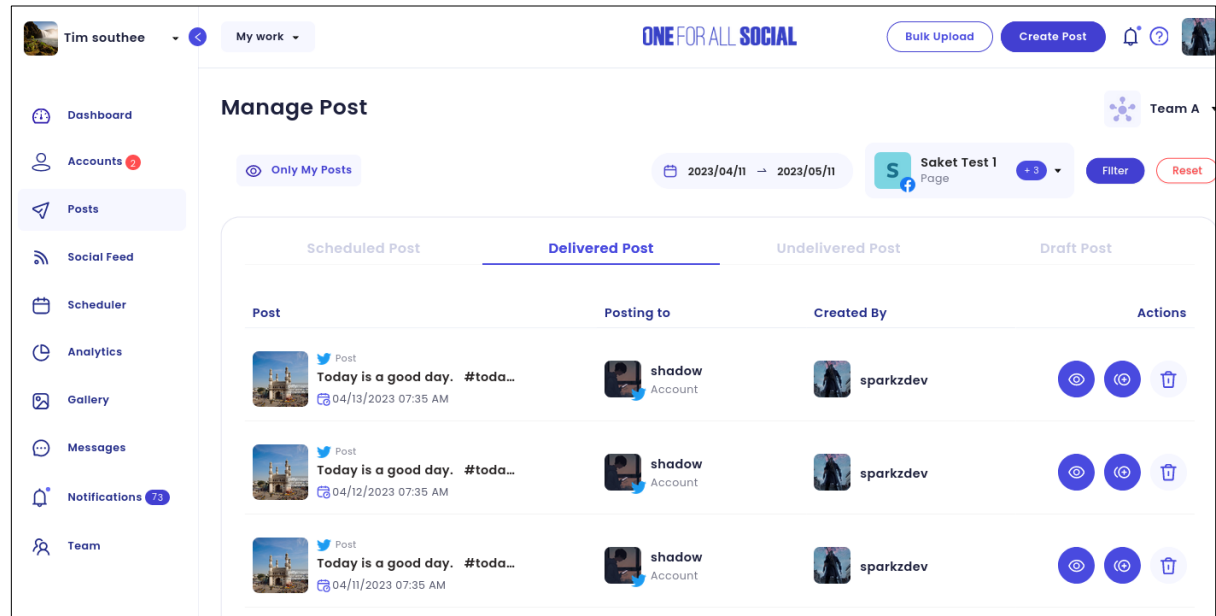 Tim southee
My work
ONE FOR ALL SOCIAL
Bulk Upload
Create Post
Dashboard
Accounts 2
Posts
Social Feed
Scheduler
Analytics
Gallery
Messages
Notifications 73
Team
Manage Post
Team A
Only My Posts
2023/04/11 → 2023/05/11
S
Saket Test 1
Page
+ 3
Filter
Reset
Scheduled Post
Delivered Post
Undelivered Post
Draft Post
Post
Posting to
Created By
Actions
Post
Today is a good day. #toda...
04/13/2023 07:35 AM
shadow
Account
sparkzdev
Post
Today is a good day. #toda...
04/12/2023 07:35 AM
shadow
Account
sparkzdev
Post
Today is a good day. #toda...
04/11/2023 07:35 AM
shadow
Account
sparkzdev